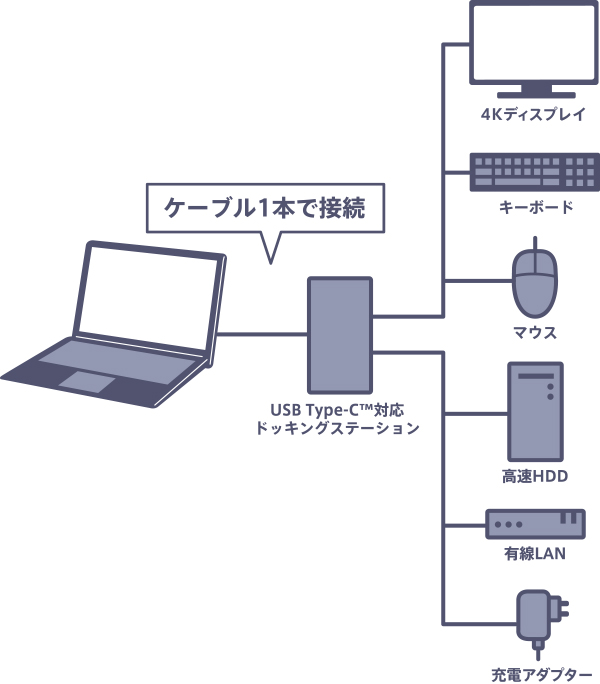 4Kディスプレイ
キーボード
ケーブル1本で接続
マウス
USB Type-C™対応
ドッキングステーション
高速HDD
有線LAN
充電アダプター